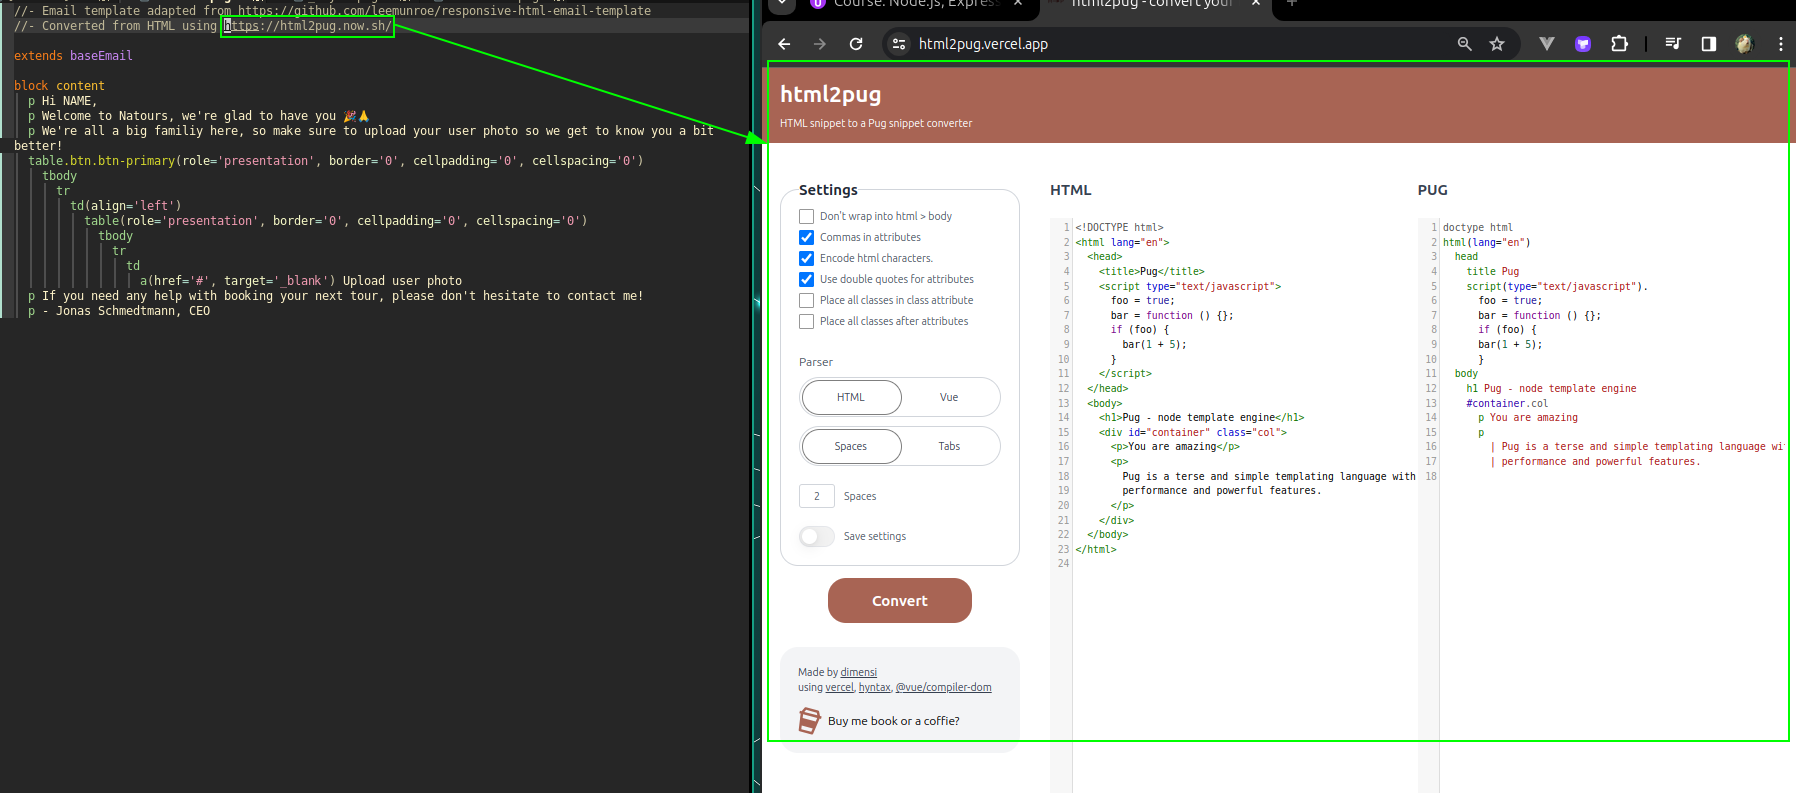 //- Email template adapted from https://github.com/leemunroe/responsive-html-email-template
//- Converted from HTML using https://html2pug.now.sh/
extends baseEmail
block content
p Hi NAME,
p Welcome to Natours, we're glad to have you 🎉🙏
p We're all a big familiy here, so make sure to upload your user photo so we get to know you a bit
better!
table.btn.btn-primary(role='presentation', border='0', cellpadding='0', cellspacing='0')
tbody
tr
td(align='left')
table(role='presentation', border='0', cellpadding='0', cellspacing='0')
tbody
tr
td
a(href='#', target='_blank') Upload user photo
p If you need any help with booking your next tour, please don't hesitate to contact me!
p - Jonas Schmedtmann, CEO
Course: Node.js, Express
html2pug - convert your
html2pug.vercel.app
html2pug
HTML snippet to a Pug snippet converter
Settings
Don't wrap into html > body
Commas in attributes
Encode html characters.
Use double quotes for attributes
Place all classes in class attribute
Place all classes after attributes
Parser
HTML Vue
Spaces Tabs
2 Spaces
Save settings
Convert
Made by dimensi
using vercel, hyntax, @vue/compiler-dom
Buy me book or a coffie?
HTML
1 <!DOCTYPE html>
2 <html lang="en">
3 <head>
4 <title>Pug</title>
5 <script type="text/javascript">
6 foo = true;
7 bar = function () {};
8 if (foo) {
9 bar(1 + 5);
10 }
11 </script>
12 </head>
13 <body>
14 <h1>Pug - node template engine</h1>
15 <div id="container" class="col">
16 <p>You are amazing</p>
17 <p>
18 Pug is a terse and simple templating language with
19 performance and powerful features.
20 </p>
21 </div>
22 </body>
23 </html>
24
PUG
1 doctype html
2 html(lang="en")
3 head
4 title Pug
5 script(type="text/javascript").
6 foo = true;
7 bar = function () {};
8 if (foo) {
9 bar(1 + 5);
10 }
11 body
12 h1 Pug - node template engine
13 #container.col
14 p You are amazing
15 p
16 | Pug is a terse and simple templating language wi
17 | performance and powerful features.
18